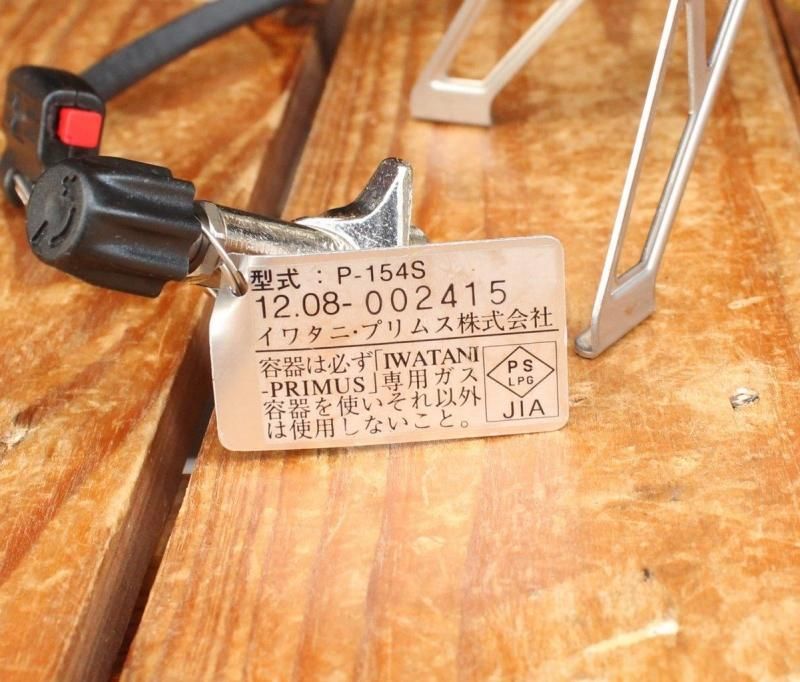 型式 : P-154S
12.08-002415
イワタニ・プリムス株式会社
容器は必ず「IWATANI
-PRIMUS」専用ガス
容器を使いそれ以外
は使用しないこと。
PS
LPG
JIA